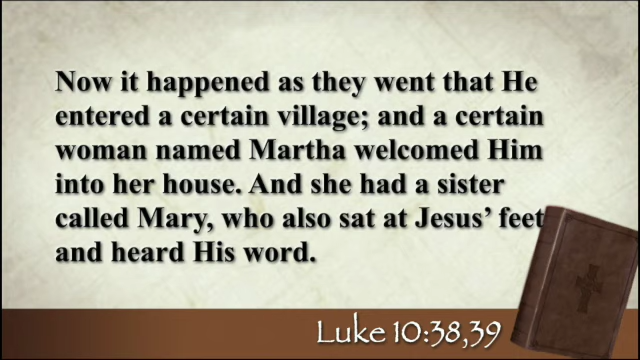 Now it happened as they went that He
entered a certain village; and a certain
woman named Martha welcomed Him
into her house. And she had a sister
called Mary, who also sat at Jesus’ feet
and heard His word.
Luke 10:38,39